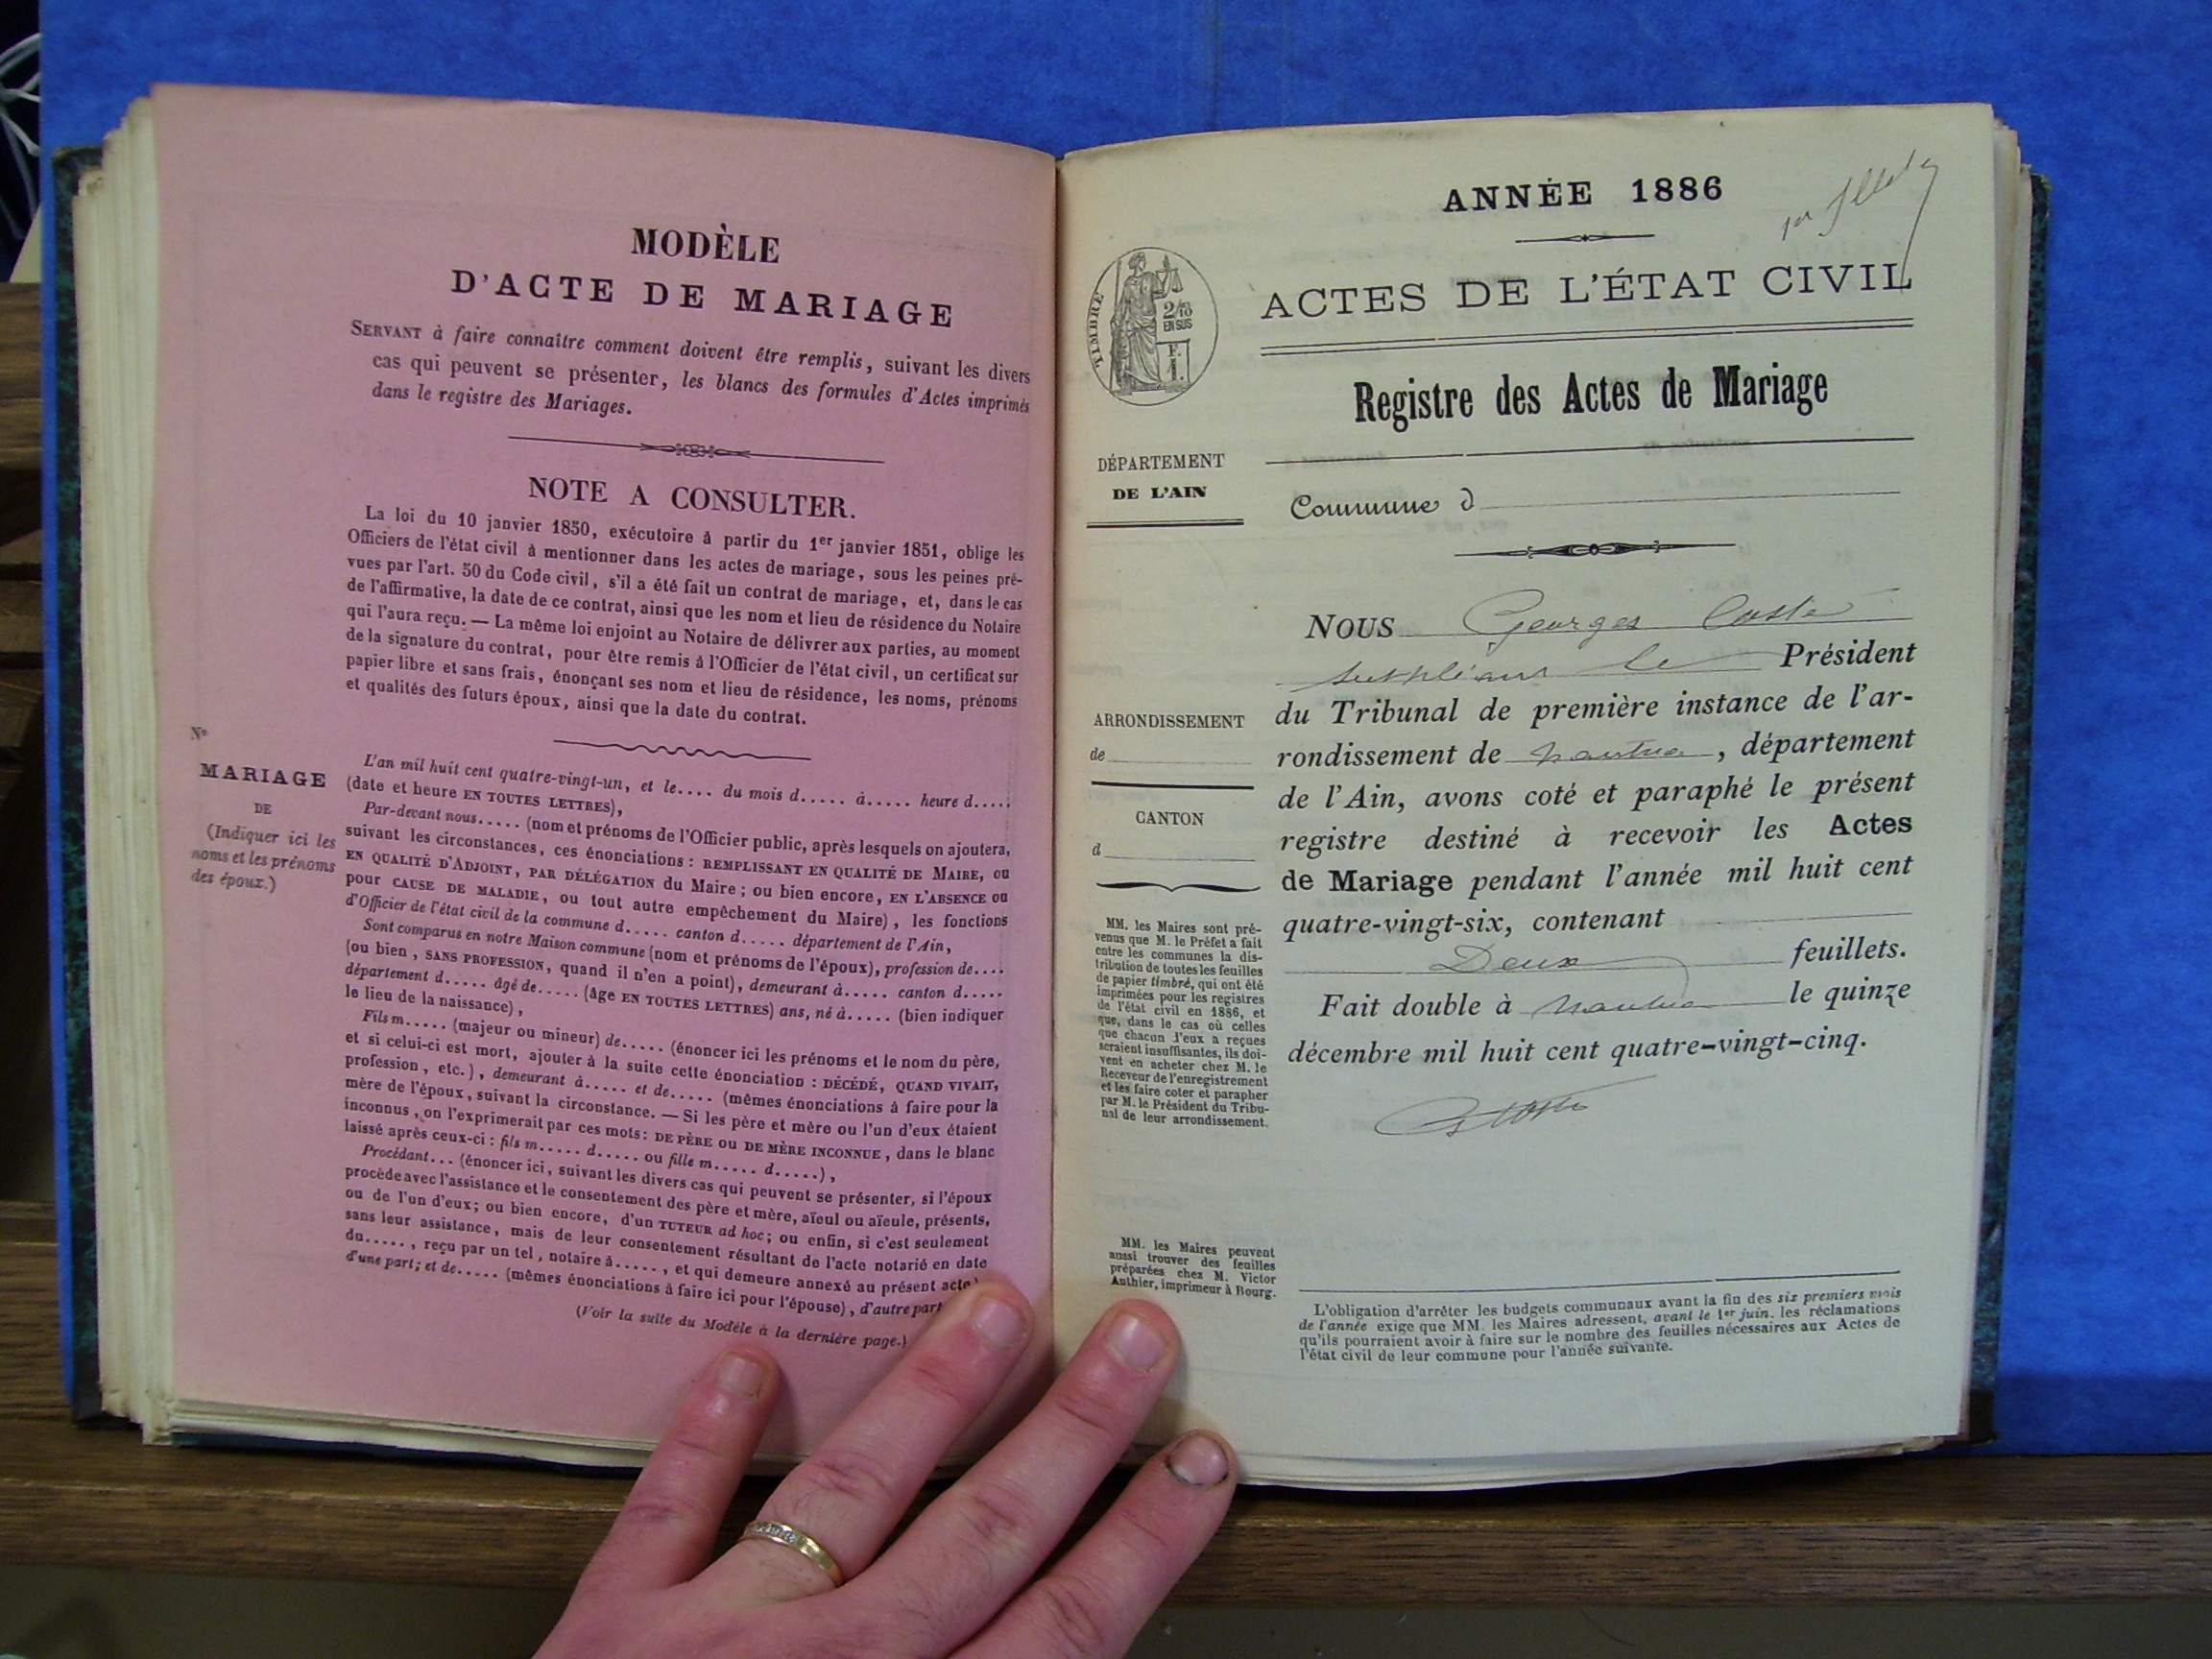 MODÈLE
D'ACTE DE MARIAGE
SERVANT à faire connaître comment doivent être remplis, suivant les divers
cas qui peuvent se présenter, les blancs des formules d'Actes imprimés
dans le registre des Mariages.
NOTE A CONSULTER.
La loi du 10 janvier 1850, exécutoire à partir du 1er janvier 1851, oblige les
Officiers de l'état civil à mentionner dans les actes de mariage, sous les peines pré-
vues par l'art. 50 du Code civil, s'il a été fait un contrat de mariage, et, dans le cas
de l'affirmative, la date de ce contrat, ainsi que les nom et lieu de résidence du Notaire
qui l'aura reçu. — La même loi enjoint au Notaire de délivrer aux parties, au moment
de la signature du contrat, pour être remis à l'Officier de l'état civil, un certificat sur
papier libre et sans frais, énonçant ses nom et lieu de résidence, les noms, prénoms
et qualités des futurs époux, ainsi que la date du contrat.
No
MARIAGE
DE
(Indiquer ici les
noms et les prénoms
des époux.)
L'an mil huit cent quatre-vingt-un, et le.... du mois d..... à..... heure d.....
(date et heure EN TOUTES LETTRES),
Par-devant nous..... (nom et prénoms de l'Officier public, après lesquels on ajoutera,
suivant les circonstances, ces énonciations : REMPLISSANT EN QUALITÉ DE MAIRE, ou
EN QUALITÉ D'ADJOINT, PAR DÉLÉGATION du Maire ; ou bien encore, EN L'ABSENCE ou
pour CAUSE DE MALADIE, ou tout autre empêchement du Maire), les fonctions
d'Officier de l'état civil de la commune d..... canton d..... département de l'Ain,
Sont comparus en notre Maison commune (nom et prénoms de l'époux), profession de....
(ou bien, SANS PROFESSION, quand il n'en a point), demeurant à..... canton d.....
département d..... âgé de..... (âge EN TOUTES LETTRES) ans, né à..... (bien indiquer
le lieu de la naissance),
Fils m..... (majeur ou mineur) de..... (énoncer ici les prénoms et le nom du père,
et si celui-ci est mort, ajouter à la suite cette énonciation : DÉCÉDÉ, QUAND VIVAIT,
profession, etc.), demeurant à..... et de..... (mêmes énonciations à faire pour la
mère de l'époux, suivant la circonstance. — Si les père et mère ou l'un d'eux étaient
inconnus, on l'exprimerait par ces mots : DE PÈRE ou DE MÈRE INCONNUE, dans le blanc
laissé après ceux-ci : fils m..... d..... ou fille m..... d.....),
Procédant... (énoncer ici, suivant les divers cas qui peuvent se présenter, si l'époux
procède avec l'assistance et le consentement des père et mère, aïeul ou aïeule, présents,
ou de l'un d'eux ; ou bien encore, d'un TUTEUR ad hoc ; ou enfin, si c'est seulement
sans leur assistance, mais de leur consentement résultant de l'acte notarié en date
du....., reçu par un tel, notaire à....., et qui demeure annexé au présent acte)
d'une part ; et de..... (mêmes énonciations à faire ici pour l'épouse), d'autre part
(Voir la suite du Modèle à la dernière page.)
ANNÉE 1886
ACTES DE L'ÉTAT CIVIL
TIMBRE
2/10
EN SUS
F.
1.
Registre des Actes de Mariage
DÉPARTEMENT
DE L'AIN
Commune d
NOUS Georges Coste
suppléant le Président
du Tribunal de première instance de l'ar-
rondissement de Nantua, département
de l'Ain, avons coté et paraphé le présent
registre destiné à recevoir les Actes
de Mariage pendant l'année mil huit cent
quatre-vingt-six, contenant
Deux feuillets.
Fait double à Nantua le quinze
décembre mil huit cent quatre-vingt-cinq.
ARRONDISSEMENT
de
CANTON
d
MM. les Maires sont pré-
venus que M. le Préfet a fait
entre les communes la dis-
tribution de toutes les feuilles
de papier timbré, qui ont été
imprimées pour les registres
de l'état civil en 1886, et
que, dans le cas où celles
que chacun d'eux a reçues
seraient insuffisantes, ils doi-
vent en acheter chez M. le
Receveur de l'enregistrement
et les faire coter et parapher
par M. le Président du Tribu-
nal de leur arrondissement.
MM. les Maires peuvent
aussi trouver des feuilles
préparées chez M. Victor
Authier, imprimeur à Bourg.
L'obligation d'arrêter les budgets communaux avant la fin des six premiers mois
de l'année exige que MM. les Maires adressent, avant le 1er juin, les réclamations
qu'ils pourraient avoir à faire sur le nombre des feuilles nécessaires aux Actes de
l'état civil de leur commune pour l'année suivante.